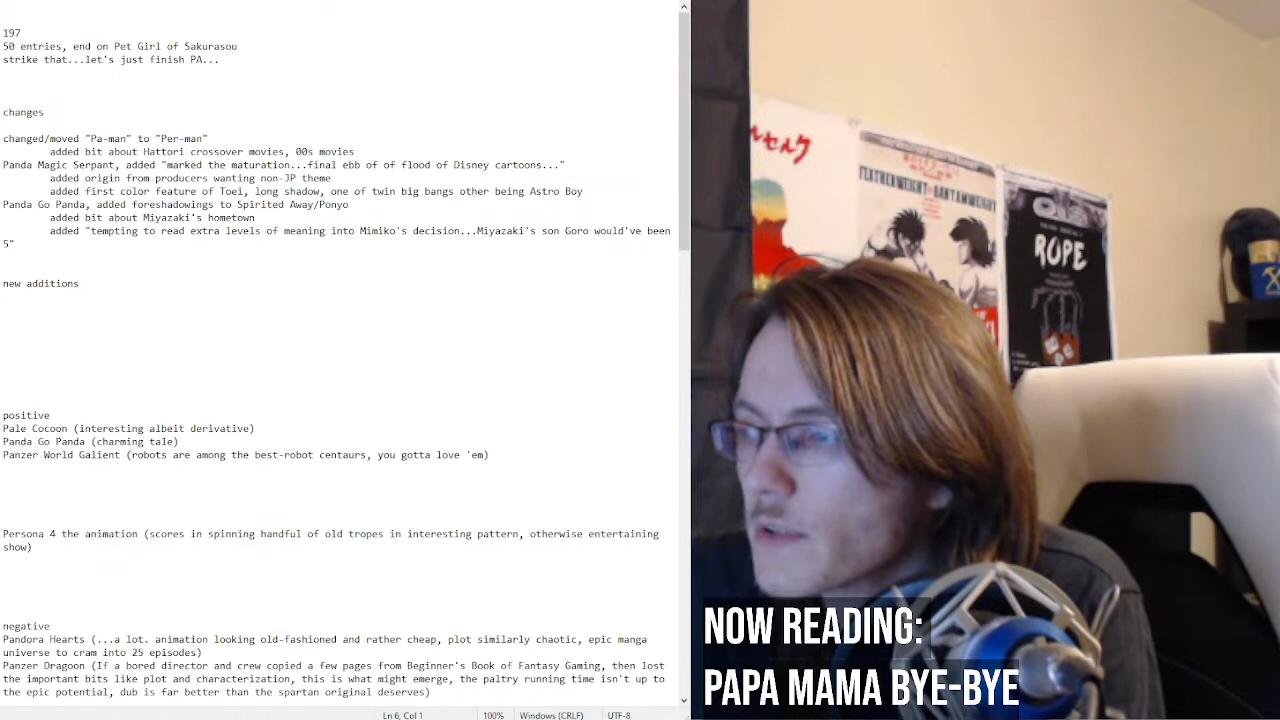 197
50 entries, end on Pet Girl of Sakurasou
strike that...let's just finish PA...
changes
changed/moved "Pa-man" to "Per-man"
added bit about Hattori crossover movies, 00s movies
Panda Magic Serpant, added "marked the maturation...final ebb of of flood of Disney cartoons..."
added origin from producers wanting non-JP theme
added first color feature of Toei, long shadow, one of twin big bangs other being Astro Boy
Panda Go Panda, added foreshadowings to Spirited Away/Ponyo
added bit about Miyazaki's hometown
added "tempting to read extra levels of meaning into Mimiko's decision...Miyazaki's son Goro would've been
5"
new additions
positive
Pale Cocoon (interesting albeit derivative)
Panda Go Panda (charming tale)
Panzer World Galient (robots are among the best-robot centaurs, you gotta love 'em)
Persona 4 the animation (scores in spinning handful of old tropes in interesting pattern, otherwise entertaining
show)
negative
Pandora Hearts (...a lot. animation looking old-fashioned and rather cheap, plot similarly chaotic, epic manga
universe to cram into 25 episodes)
Panzer Dragoon (If a bored director and crew copied a few pages from Beginner's Book of Fantasy Gaming, then lost
the important bits like plot and characterization, this is what might emerge, the paltry running time isn't up to
the epic potential, dub is far better than the spartan original deserves)
Ln 6, Col 1
100%
Windows (CRLF)
UTF-8
ルセルク
FEATHERWEIGHT
BANTAMWEIGHT
ROPE
NOW READING:
PAPA MAMA BYE-BYE